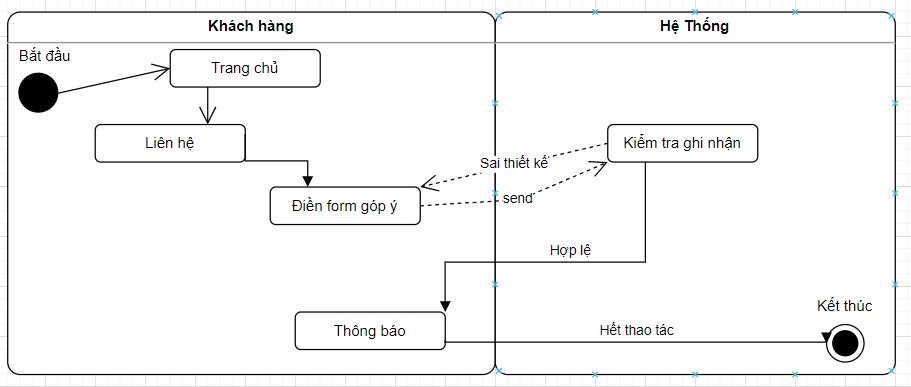 Khách hàng
Hệ Thống
Bắt đầu
Trang chủ
Liên hệ
Kiểm tra ghi nhận
Sai thiết kế
Điền form góp ý
send
Hợp lệ
Kết thúc
Thông báo
Hết thao tác